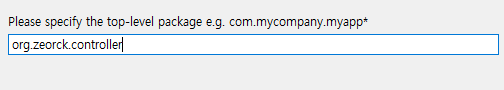 Please specify the top-level package e.g. com.mycompany.myapp*
org.zeorck.controller